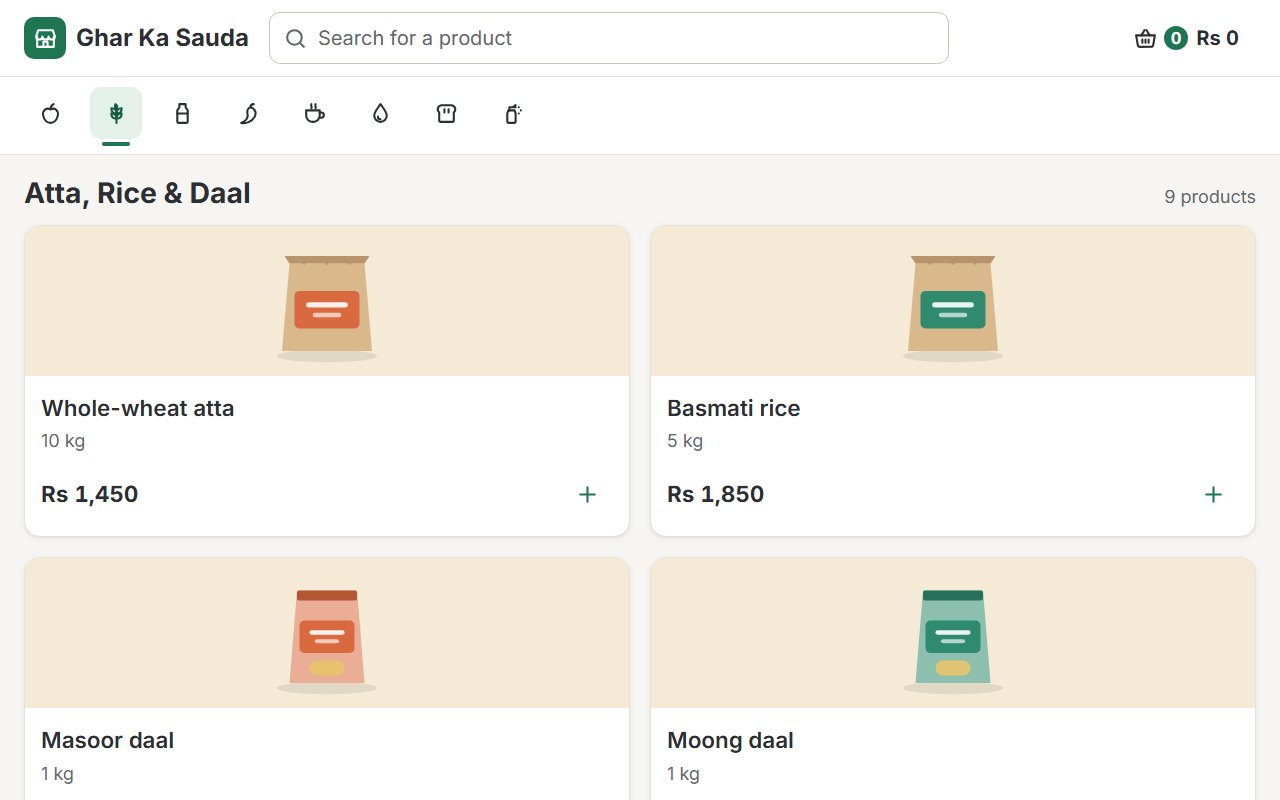 Ghar Ka Sauda
Search for a product
0 Rs 0
Atta, Rice & Daal
9 products
Whole-wheat atta
10 kg
Rs 1,450
Basmati rice
5 kg
Rs 1,850
Masoor daal
1 kg
Moong daal
1 kg